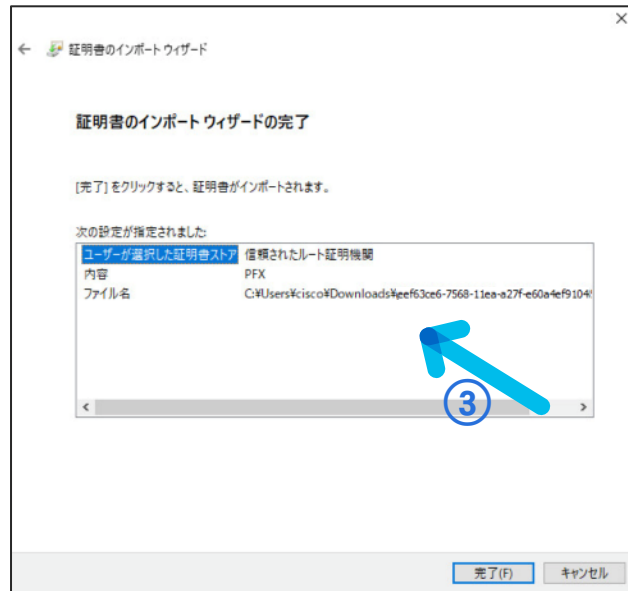 証明書のインポート ウィザード
証明書のインポート ウィザードの完了
[完了] をクリックすると、証明書がインポートされます。
次の設定が指定されました:
ユーザーが選択した証明書ストア 信頼されたルート証明機関
内容 PFX
ファイル名 C:¥Users¥cisco¥Downloads¥eef63ce6-7568-11ea-a27f-e60a4ef9104
③
完了(F) キャンセル